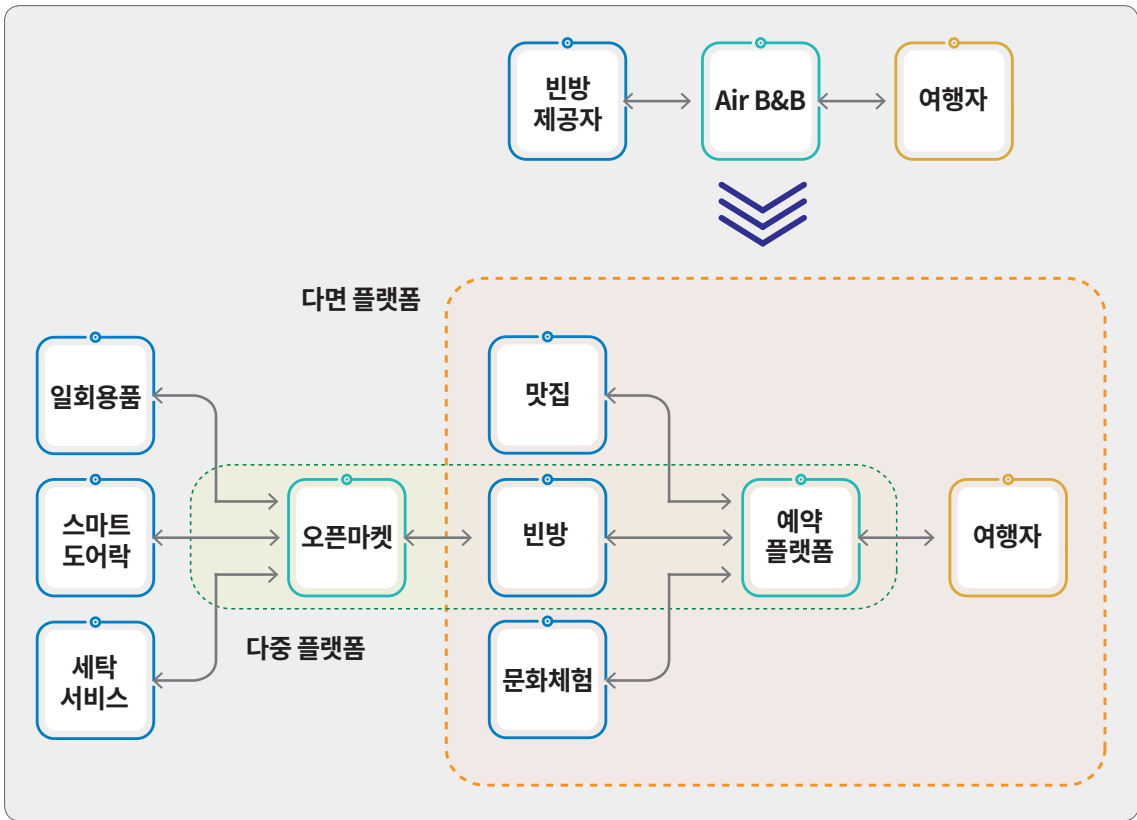 빈방
제공자
Air B&B
여행자
다면 플랫폼
일회용품
맛집
스마트
도어락
오픈마켓
빈방
예약
플랫폼
여행자
다중 플랫폼
세탁
서비스
문화체험